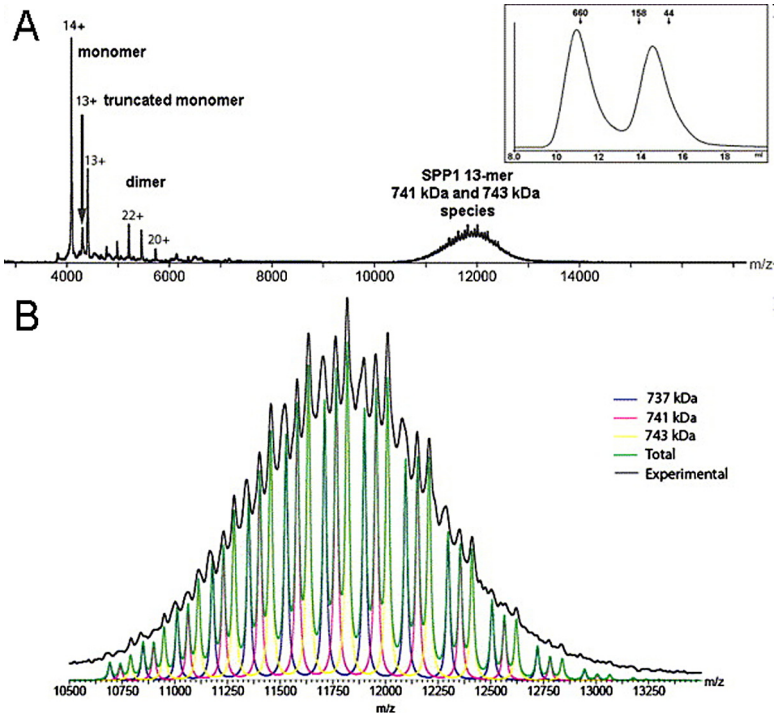 A
14+
monomer
13+ truncated monomer
13+
dimer
22+
20+
SPP1 13-mer
741 kDa and 743 kDa
species
4000 6000 8000 10000 12000 14000 m/z
660 158 44
8.0 10 12 14 16 18 ml
B
737 kDa
741 kDa
743 kDa
Total
Experimental
10500 10750 11000 11250 11500 11750 12000 12250 12500 12750 13000 13250 m/z
m/z